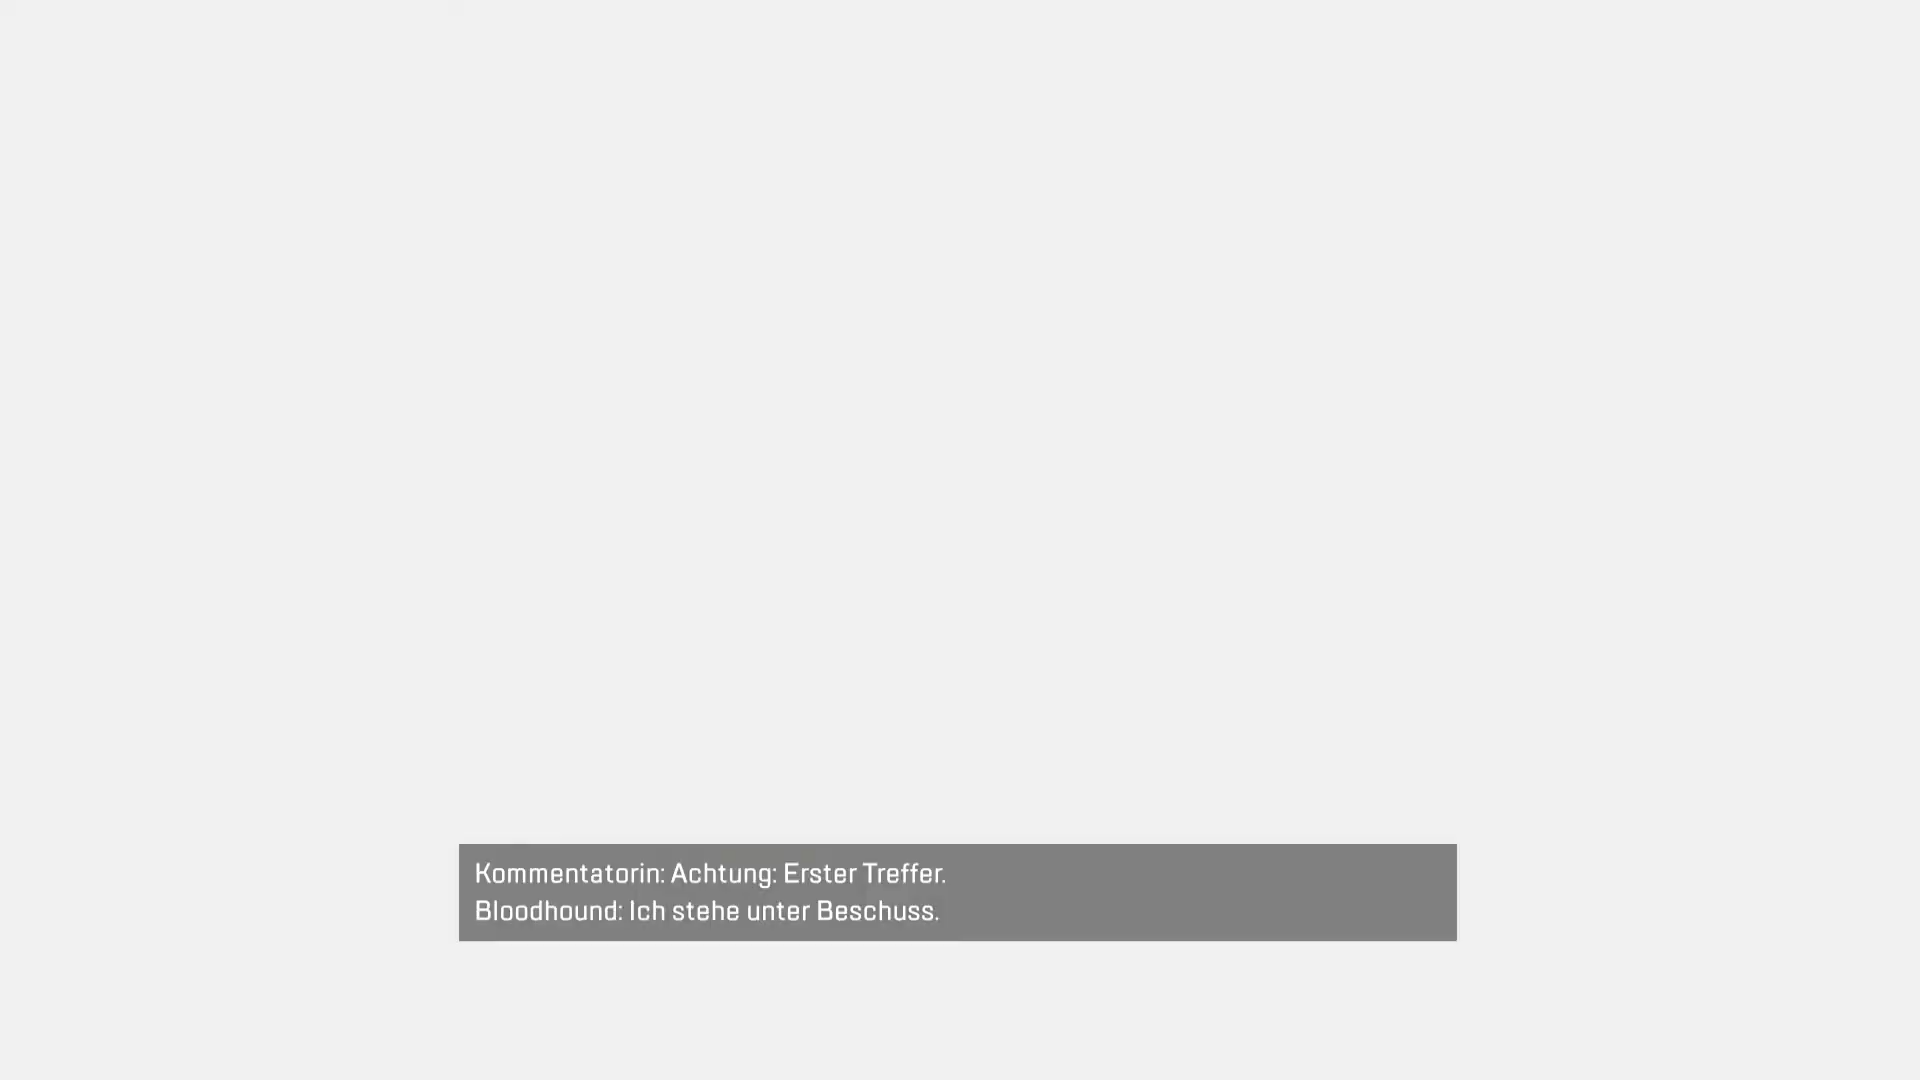 Kommentatorin: Achtung: Erster Treffer.
Bloodhound: Ich stehe unter Beschuss.